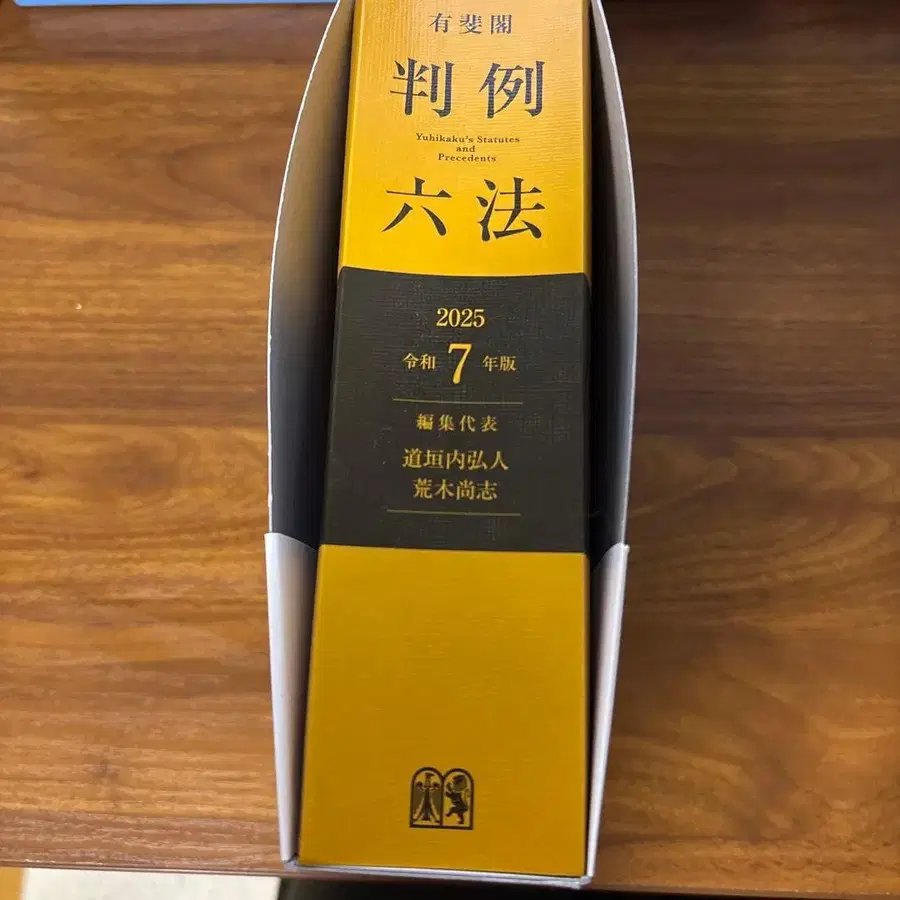 有斐閣
判例
Yuhikaku's Statutes
and
Precedents
六法
2025
令和7年版
編集代表
道垣内弘人
荒木尚志